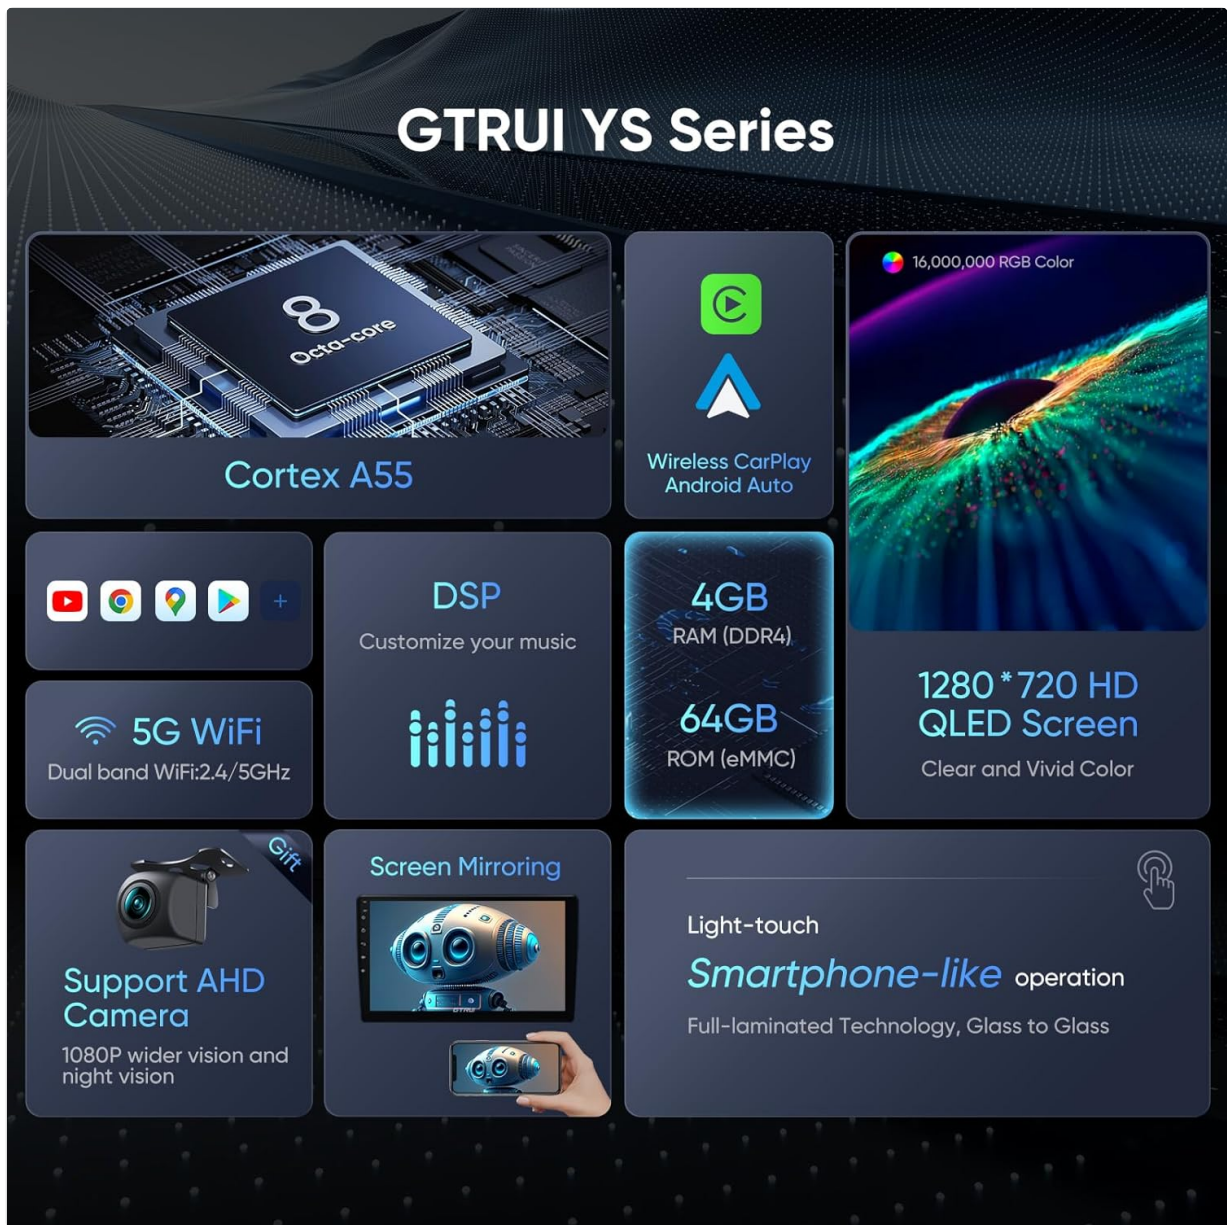 GTRUI YS Series
8
Octa-core
Cortex A55
Wireless CarPlay
Android Auto
16,000,000 RGB Color
+
DSP
Customize your music
4GB
RAM (DDR4)
64GB
ROM (eMMC)
1280*720 HD
QLED Screen
Clear and Vivid Color
5G WiFi
Dual band WiFi:2.4/5GHz
Gift
Support AHD
Camera
1080P wider vision and
night vision
Screen Mirroring
GTRUI
Light-touch
Smartphone-like operation
Full-laminated Technology, Glass to Glass